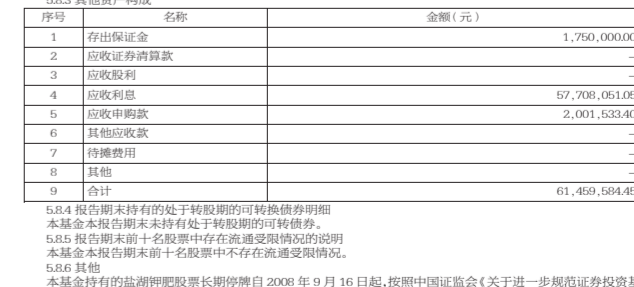 5.8.3 其他资产构成
序号 名称 金额(元)
1 存出保证金 1,750,000.00
2 应收证券清算款 –
3 应收股利 –
4 应收利息 57,708,051.05
5 应收申购款 2,001,533.40
6 其他应收款 –
7 待摊费用 –
8 其他 –
9 合计 61,459,584.45
5.8.4 报告期末持有的处于转股期的可转换债券明细
本基金本报告期末未持有处于转股期的可转债券。
5.8.5 报告期末前十名股票中存在流通受限情况的说明
本基金本报告期末前十名股票中不存在流通受限情况。
5.8.6 其他
本基金持有的盐湖钾肥股票长期停牌自 2008 年 9 月 16 日起,按照中国证监会《关于进一步规范证券投资基